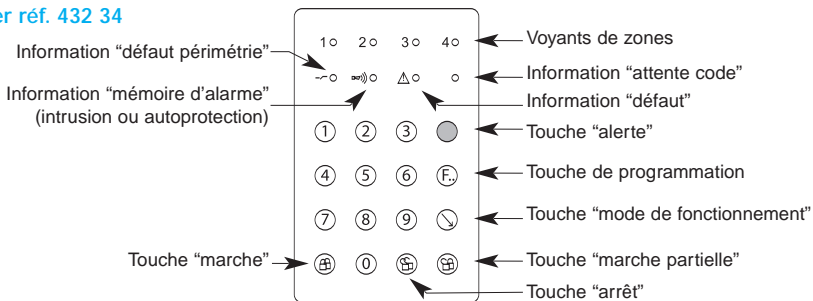 er réf. 432 34
1 2 3 4
Voyants de zones
Information “défaut périmétrie”
Information “attente code”
Information “mémoire d'alarme”
(intrusion ou autoprotection)
Information “défaut”
1 2 3
Touche “alerte”
4 5 6 F..
Touche de programmation
7 8 9
Touche “mode de fonctionnement”
Touche “marche”
0
Touche “marche partielle”
Touche “arrêt”